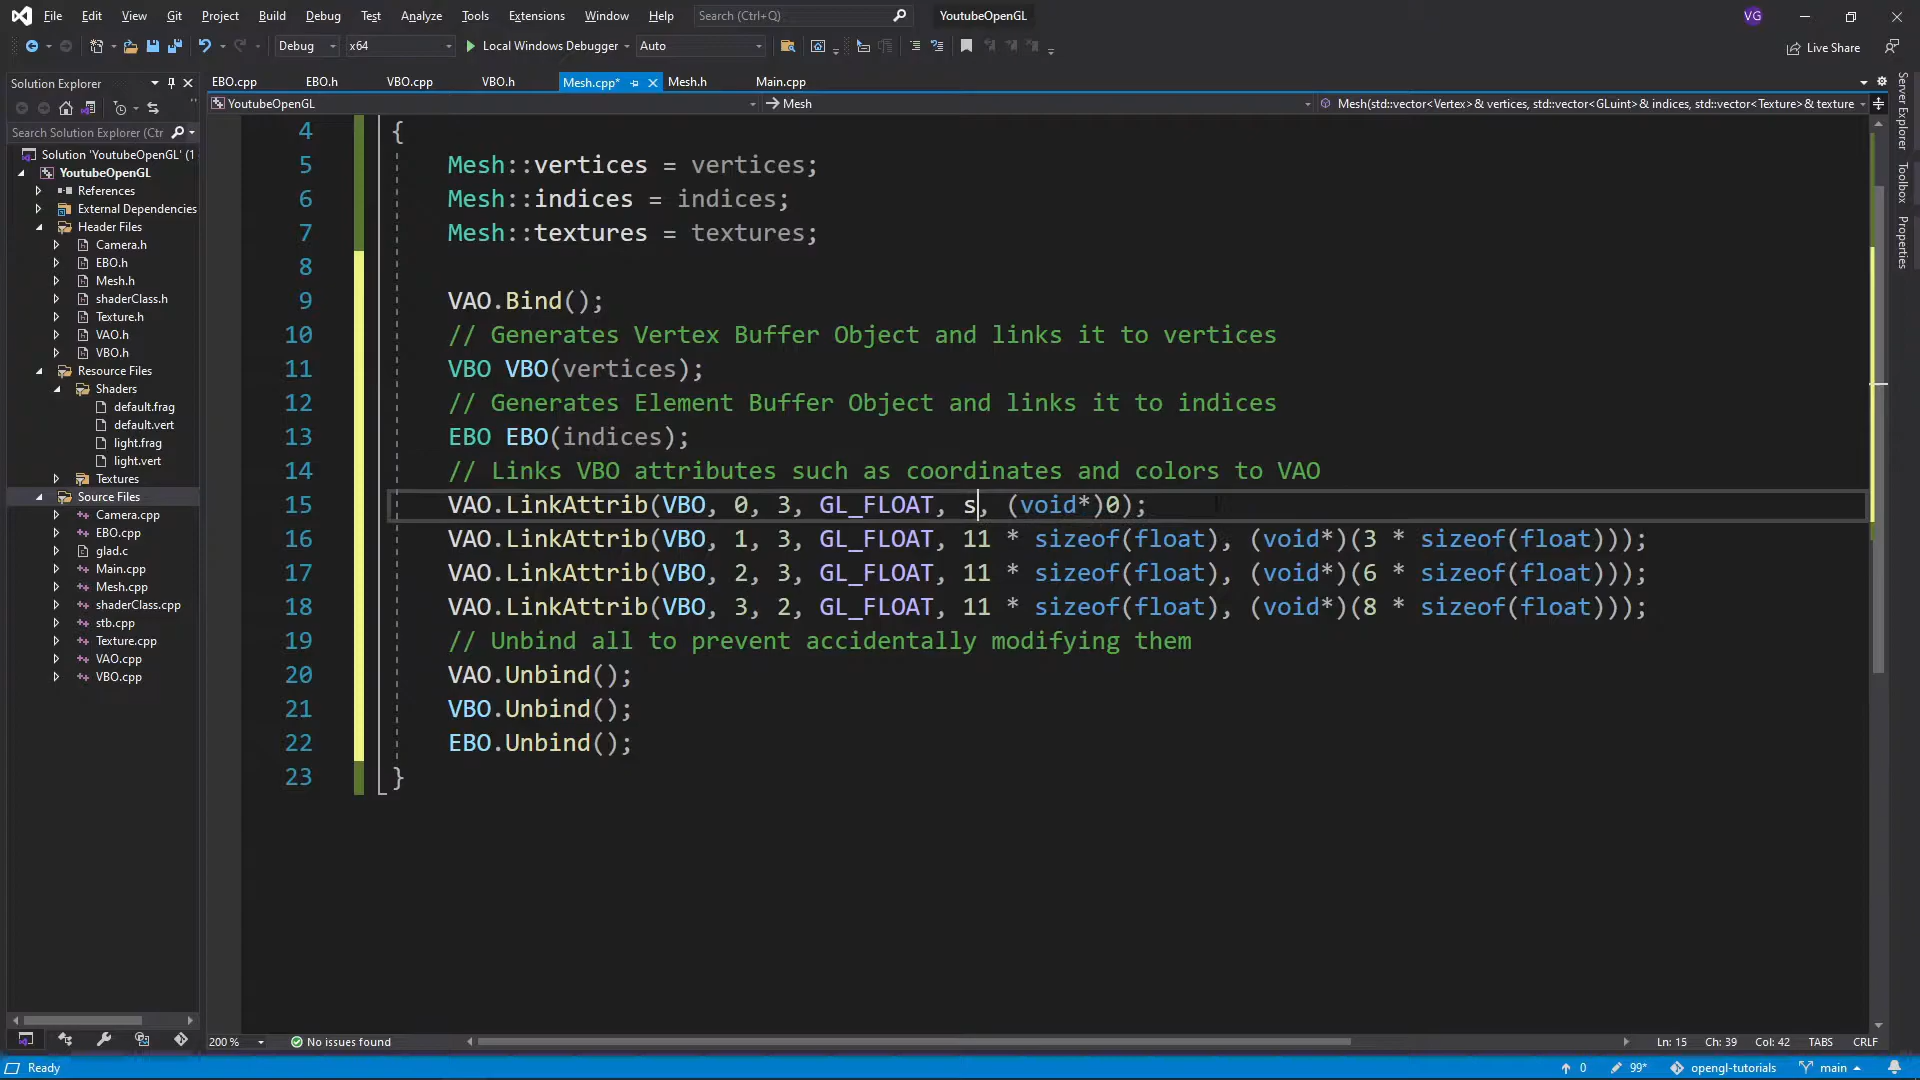 File Edit View Git Project Build Debug Test Analyze Tools Extensions Window Help Search (Ctrl+Q) YoutubeOpenGL VG
Debug x64 Local Windows Debugger Auto Live Share
Solution Explorer
Search Solution Explorer (Ctr
Solution 'YoutubeOpenGL' (1
YoutubeOpenGL
References
External Dependencies
Header Files
Camera.h
EBO.h
Mesh.h
shaderClass.h
Texture.h
VAO.h
VBO.h
Resource Files
Shaders
default.frag
default.vert
light.frag
light.vert
Textures
Source Files
Camera.cpp
EBO.cpp
glad.c
Main.cpp
Mesh.cpp
shaderClass.cpp
stb.cpp
Texture.cpp
VAO.cpp
VBO.cpp
EBO.cpp EBO.h VBO.cpp VBO.h Mesh.cpp* Mesh.h Main.cpp
YoutubeOpenGL Mesh Mesh(std::vector<Vertex>& vertices, std::vector<GLuint>& indices, std::vector<Texture>& texture
4 {
5 Mesh::vertices = vertices;
6 Mesh::indices = indices;
7 Mesh::textures = textures;
8
9 VAO.Bind();
10 // Generates Vertex Buffer Object and links it to vertices
11 VBO VBO(vertices);
12 // Generates Element Buffer Object and links it to indices
13 EBO EBO(indices);
14 // Links VBO attributes such as coordinates and colors to VAO
15 VAO.LinkAttrib(VBO, 0, 3, GL_FLOAT, s, (void*)0);
16 VAO.LinkAttrib(VBO, 1, 3, GL_FLOAT, 11 * sizeof(float), (void*)(3 * sizeof(float)));
17 VAO.LinkAttrib(VBO, 2, 3, GL_FLOAT, 11 * sizeof(float), (void*)(6 * sizeof(float)));
18 VAO.LinkAttrib(VBO, 3, 2, GL_FLOAT, 11 * sizeof(float), (void*)(8 * sizeof(float)));
19 // Unbind all to prevent accidentally modifying them
20 VAO.Unbind();
21 VBO.Unbind();
22 EBO.Unbind();
23 }
Server Explorer
Toolbox
Properties
200 % No issues found Ln: 15 Ch: 39 Col: 42 TABS CRLF
Ready 0 99* opengl-tutorials main